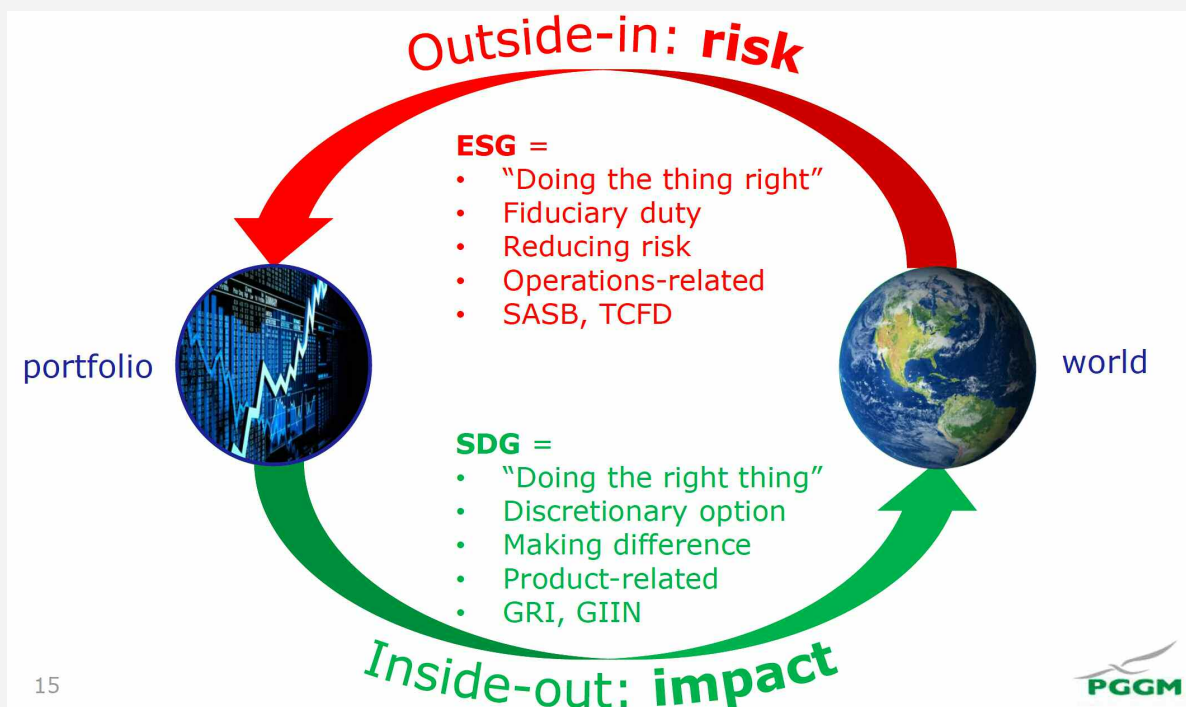 Outside-in: risk
ESG =
• “Doing the thing right”
• Fiduciary duty
• Reducing risk
• Operations-related
• SASB, TCFD
portfolio
world
SDG =
• “Doing the right thing”
• Discretionary option
• Making difference
• Product-related
• GRI, GIIN
Inside-out: impact
15
PGGM